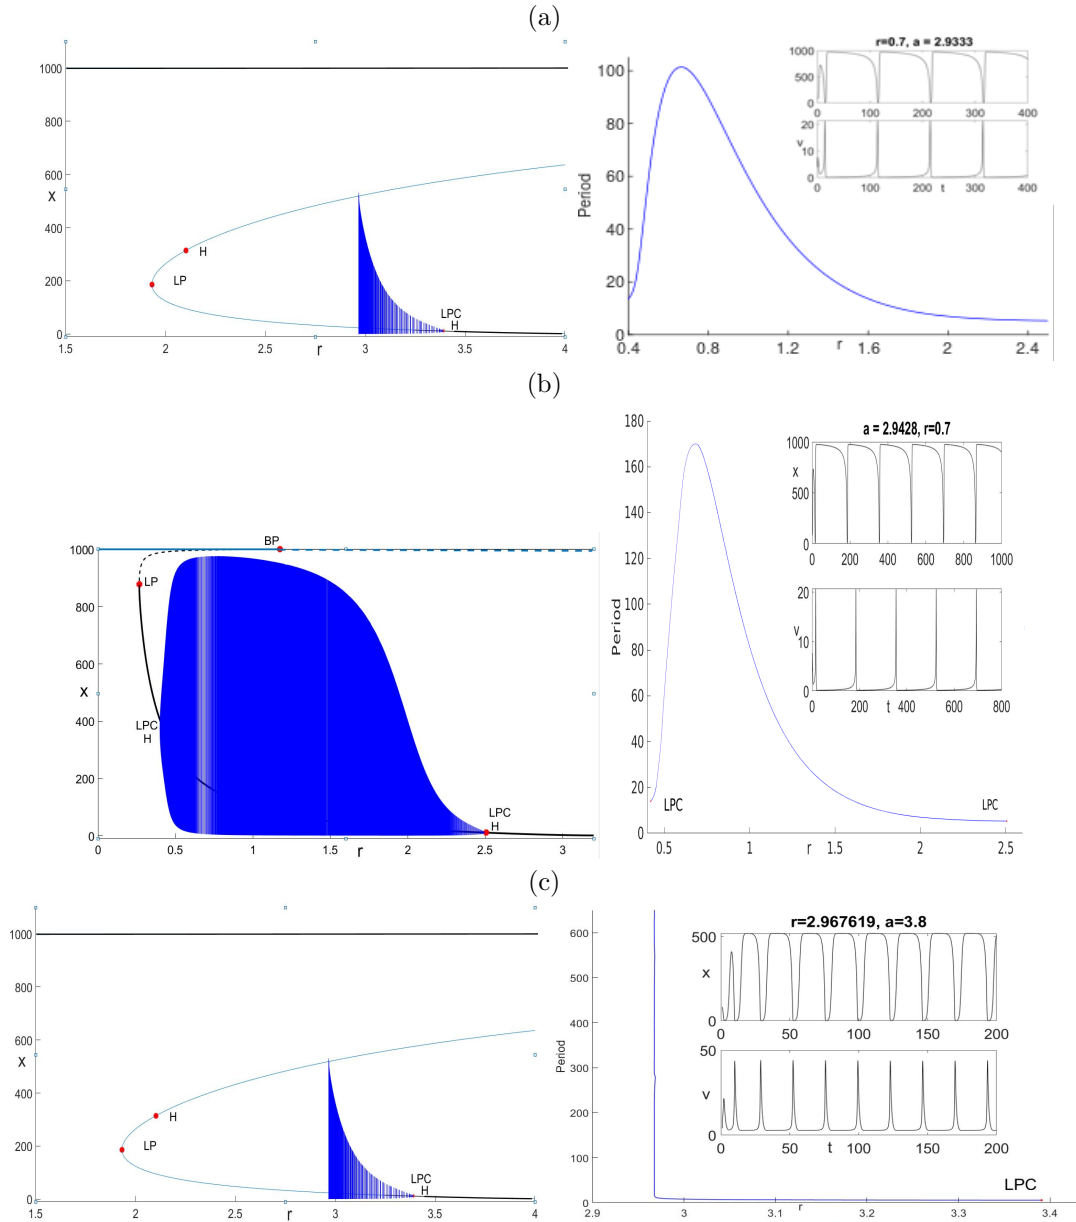 (a)
1000
800
600
x
400
200
0
H
LP
LPC
H
1.5 2 2.5 3 3.5 4
r
100
80
60
40
20
0
Period
0.4 0.8 1.2 1.6 2 2.4
r
r=0.7, a = 2.9333
1000
500
0
0 100 200 300 400
20
10
0
v
0 100 200 300 400
t
(b)
1000
800
600
x
400
200
0
BP
LP
LPC
H
LPC
H
0 0.5 1 1.5 2 2.5 3
r
180
160
140
120
100
80
60
40
20
0
Period
LPC
LPC
0.5 1 1.5 2 2.5
r
a = 2.9428, r=0.7
1000
x
500
0
0 200 400 600 800 1000
20
v
10
0
0 200 400 600 800
t
(c)
1000
800
600
x
400
200
0
H
LP
LPC
H
1.5 2 2.5 3 3.5 4
r
600
500
400
300
200
100
0
Period
LPC
2.9 3 3.1 3.2 3.3 3.4
r
r=2.967619, a=3.8
500
x
0
0 50 100 150 200
50
v
0
0 50 100 150 200
t